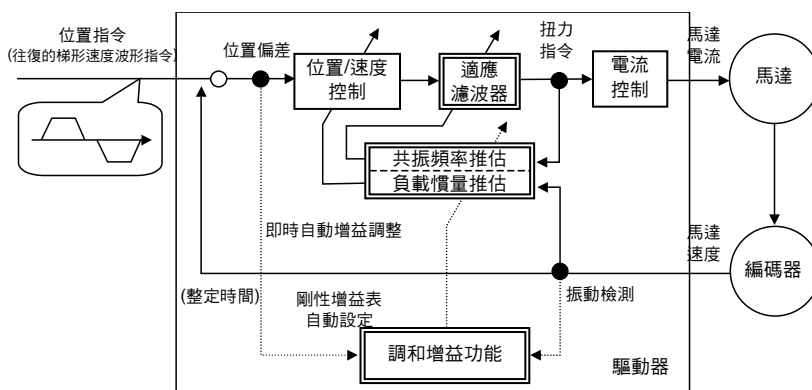 位置指令
(往復的梯形速度波形指令)
位置偏差
位置/速度
控制
適應
濾波器
扭力
指令
電流
控制
馬達
電流
馬達
共振頻率推估
負載慣量推估
即時自動增益調整
馬達
速度
編碼器
(整定時間)
剛性增益表
自動設定
振動檢測
調和增益功能
驅動器